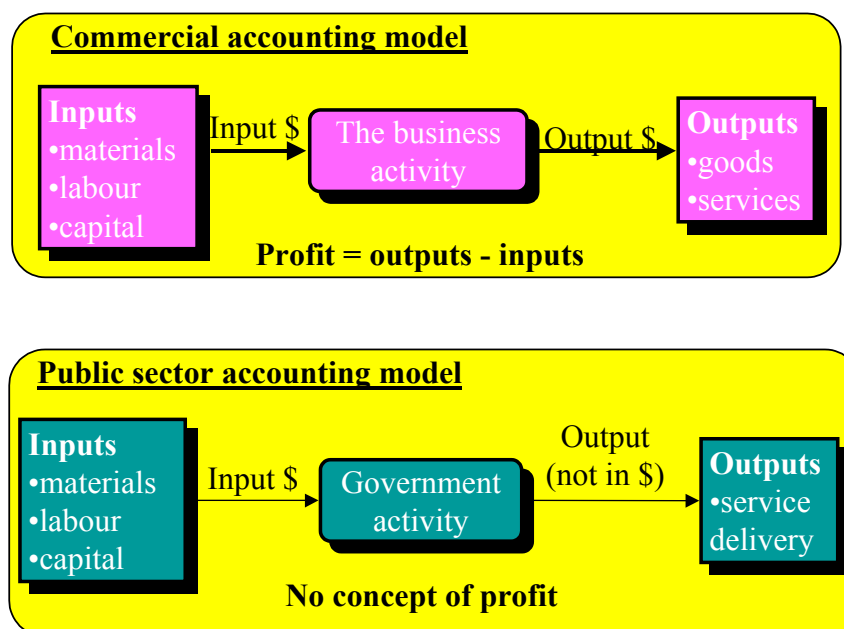 Commercial accounting model
Inputs
•materials
•labour
•capital
Input $
The business
activity
Output $
Outputs
•goods
•services
Profit = outputs - inputs
Public sector accounting model
Inputs
•materials
•labour
•capital
Input $
Government
activity
Output
(not in $)
Outputs
•service
delivery
No concept of profit